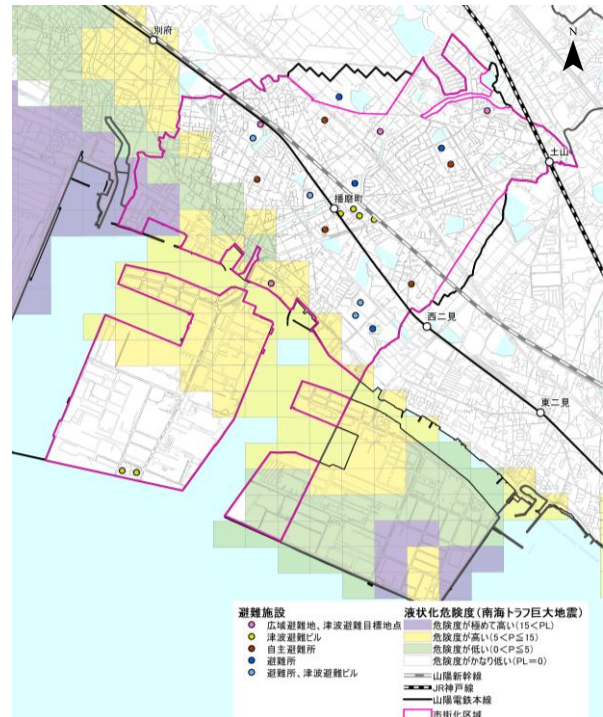 別府
N
土山
播磨町
西二見
東二見
避難施設
広域避難地、津波避難目標地点
津波避難ビル
自主避難所
避難所
避難所、津波避難ビル
液状化危険度(南海トラフ巨大地震)
危険度が極めて高い(15<PL)
危険度が高い(5<P≦15)
危険度が低い(0<P≦5)
危険度がかなり低い(PL=0)
山陽新幹線
JR神戸線
山陽電鉄本線
市街化区域